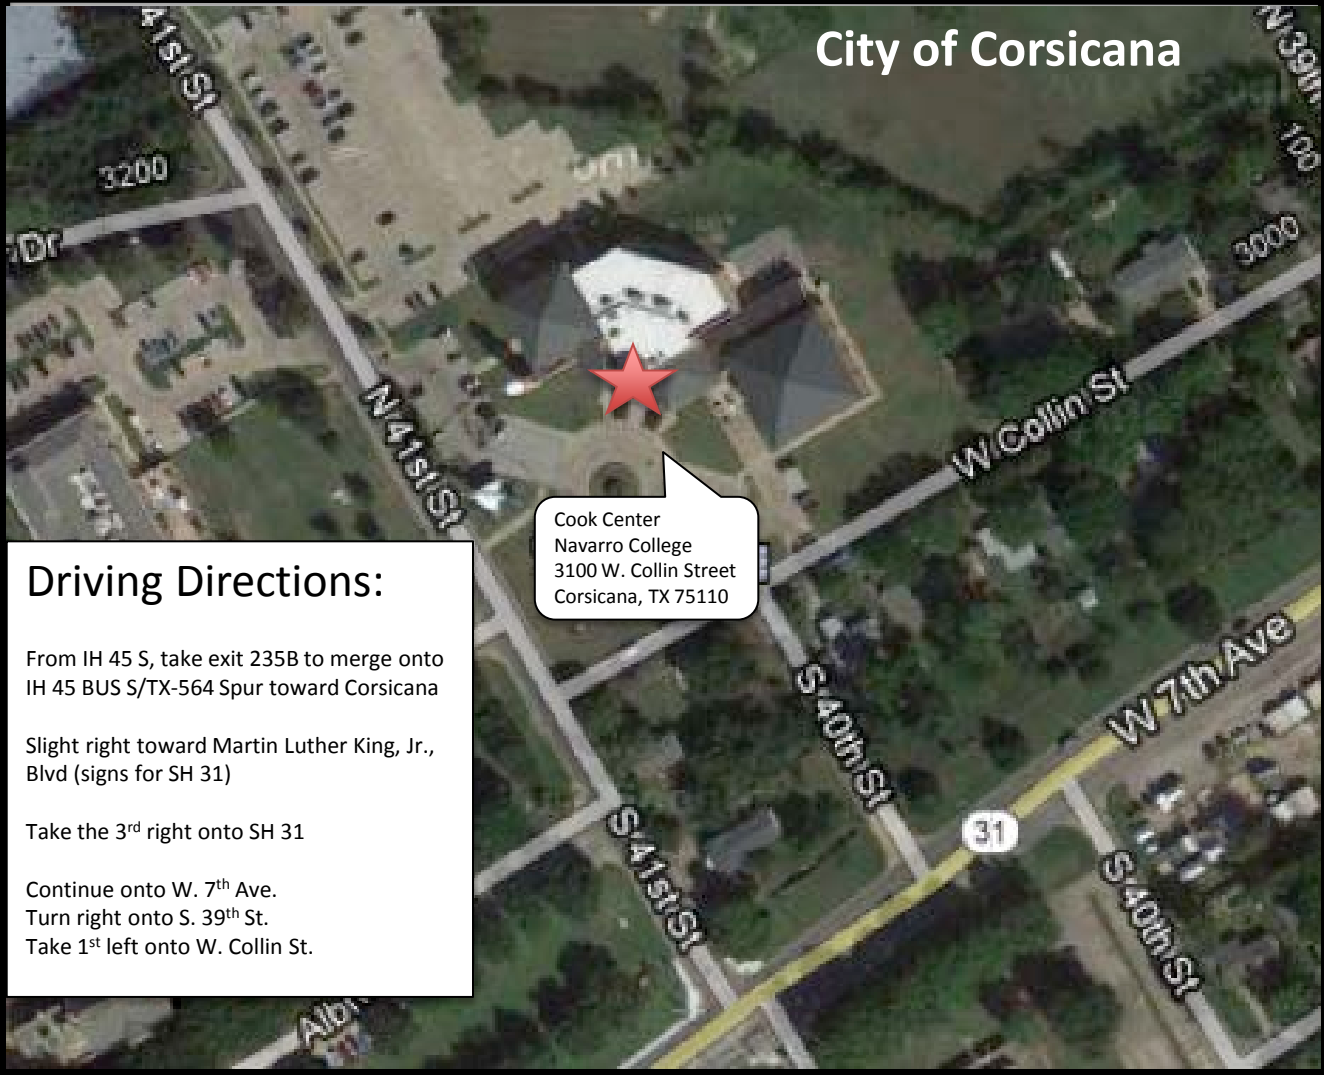 City of Corsicana
41st St
N 39th
100
3200
Dr
3000
N 41st St
W Collin St
Cook Center
Navarro College
3100 W. Collin Street
Corsicana, TX 75110
Driving Directions:
From IH 45 S, take exit 235B to merge onto
IH 45 BUS S/TX-564 Spur toward Corsicana
Slight right toward Martin Luther King, Jr.,
Blvd (signs for SH 31)
Take the 3rd right onto SH 31
Continue onto W. 7th Ave.
Turn right onto S. 39th St.
Take 1st left onto W. Collin St.
W 7th Ave
S 40th St
31
S 41st St
S 40th St